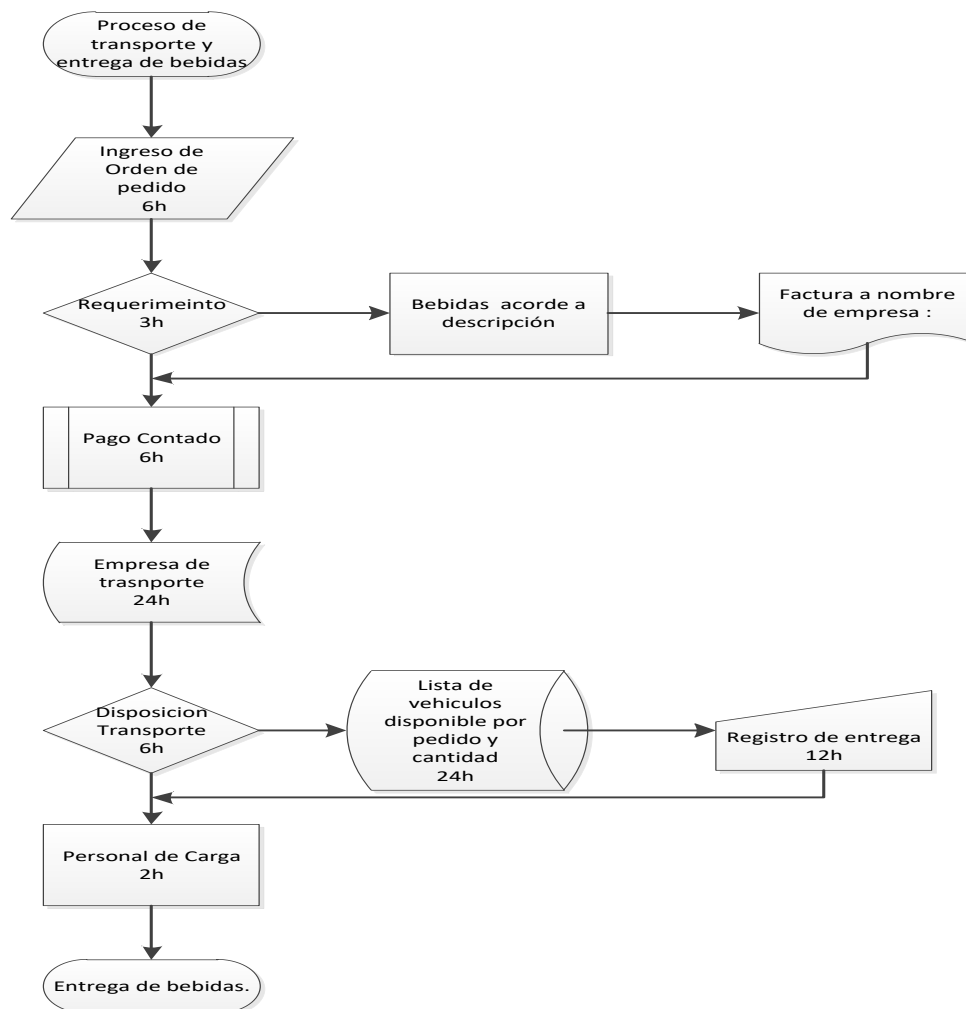 Proceso de
transporte y
entrega de bebidas
Ingreso de
Orden de
pedido
6h
Requerimeinto
3h
Bebidas acorde a
descripción
Factura a nombre
de empresa :
Pago Contado
6h
Empresa de
trasnporte
24h
Disposicion
Transporte
6h
Lista de
vehiculos
disponible por
pedido y
cantidad
24h
Registro de entrega
12h
Personal de Carga
2h
Entrega de bebidas.